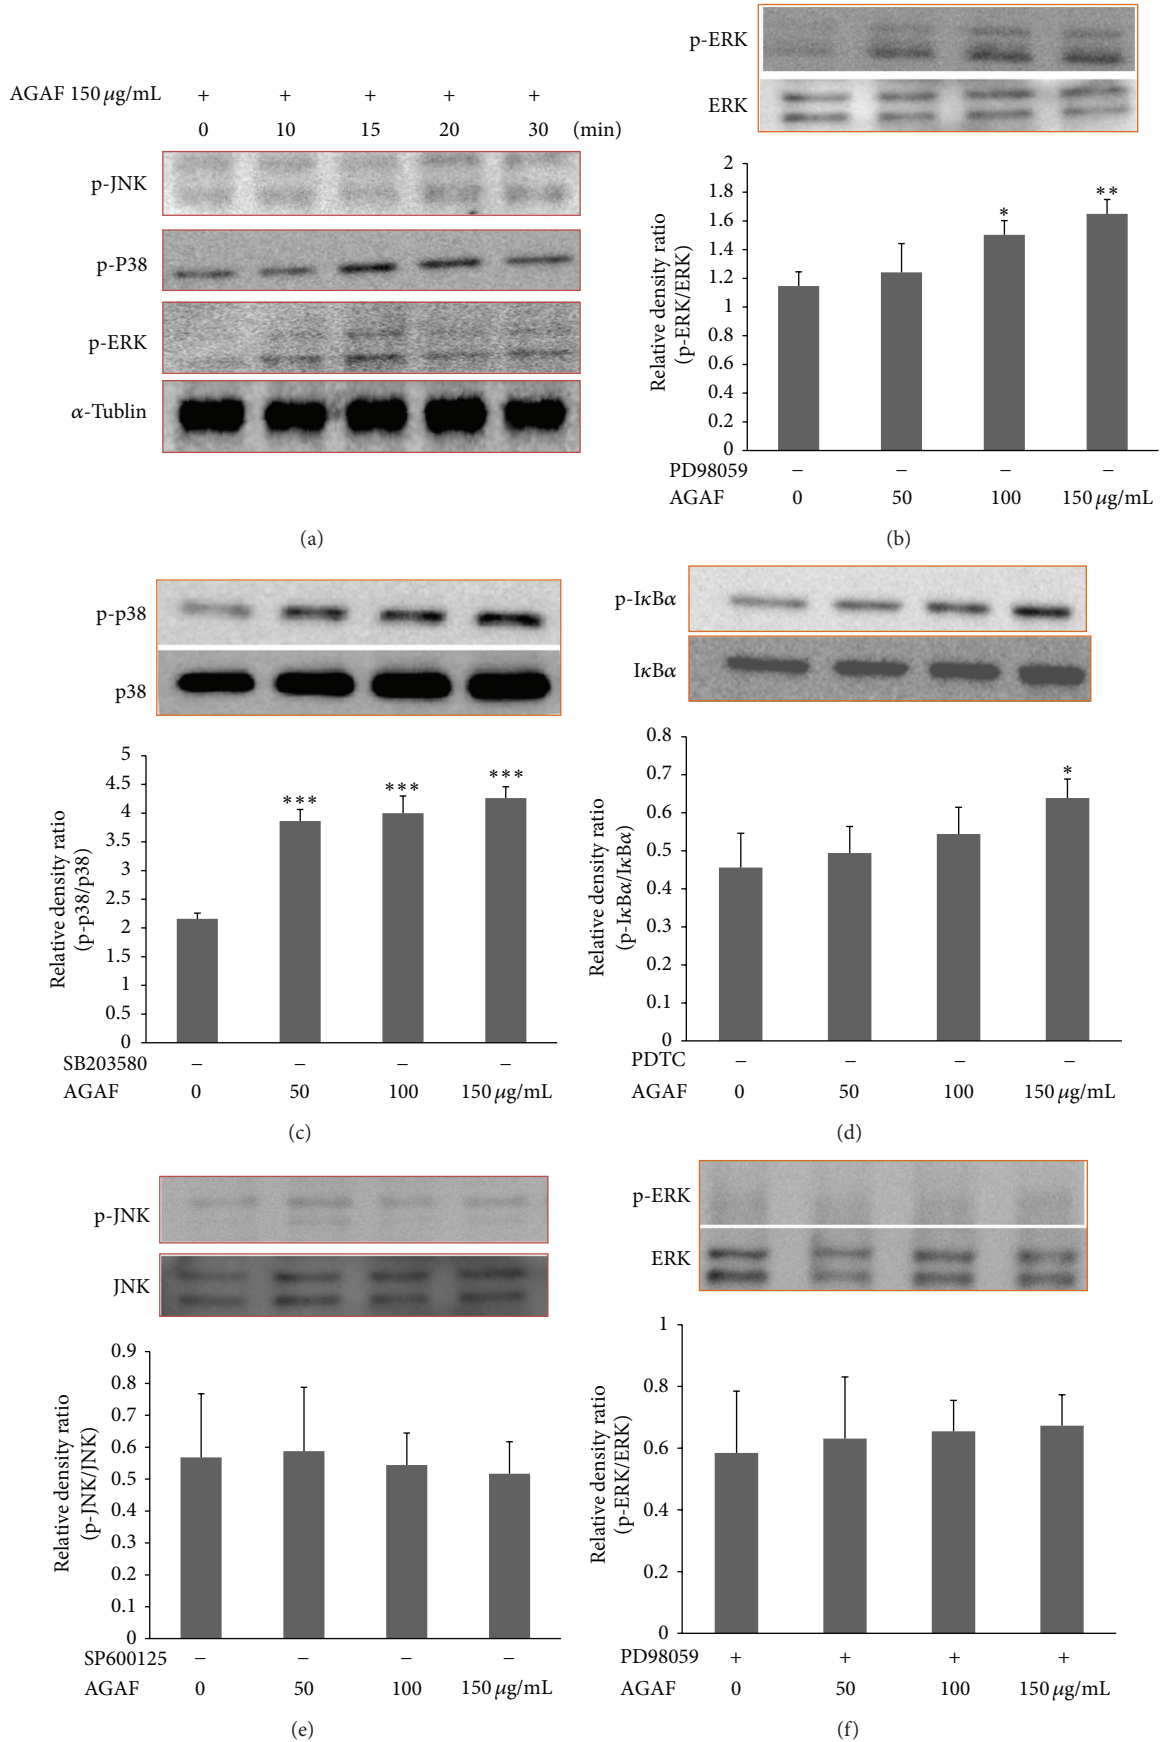 AGAF 150 μg/mL + + + + +
0 10 15 20 30 (min)
p-JNK
p-P38
p-ERK
α-Tublin
(a)
p-ERK
ERK
Relative density ratio
(p-ERK/ERK)
2
1.8
1.6
1.4
1.2
1
0.8
0.6
0.4
0.2
0
*
**
PD98059 − − − −
AGAF 0 50 100 150 μg/mL
(b)
p-p38
p38
Relative density ratio
(p-p38/p38)
5
4.5
4
3.5
3
2.5
2
1.5
1
0.5
0
***
***
***
SB203580 − − − −
AGAF 0 50 100 150 μg/mL
(c)
p-IκBα
IκBα
Relative density ratio
(p-IκBα/IκBα)
0.8
0.7
0.6
0.5
0.4
0.3
0.2
0.1
0
*
PDTC − − − −
AGAF 0 50 100 150 μg/mL
(d)
p-JNK
JNK
Relative density ratio
(p-JNK/JNK)
0.9
0.8
0.7
0.6
0.5
0.4
0.3
0.2
0.1
0
SP600125 − − − −
AGAF 0 50 100 150 μg/mL
(e)
p-ERK
ERK
Relative density ratio
(p-ERK/ERK)
1
0.8
0.6
0.4
0.2
0
PD98059 + + + +
AGAF 0 50 100 150 μg/mL
(f)